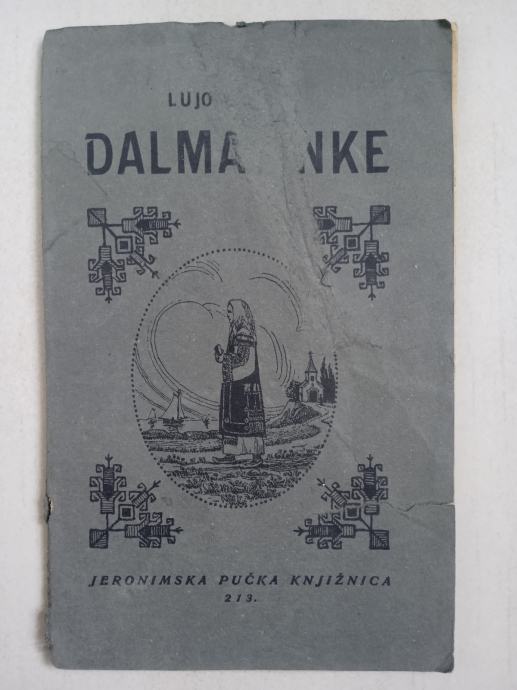 LUJO
DALMA NKE
JERONIMSKA PUČKA KNJIŽNICA
213.